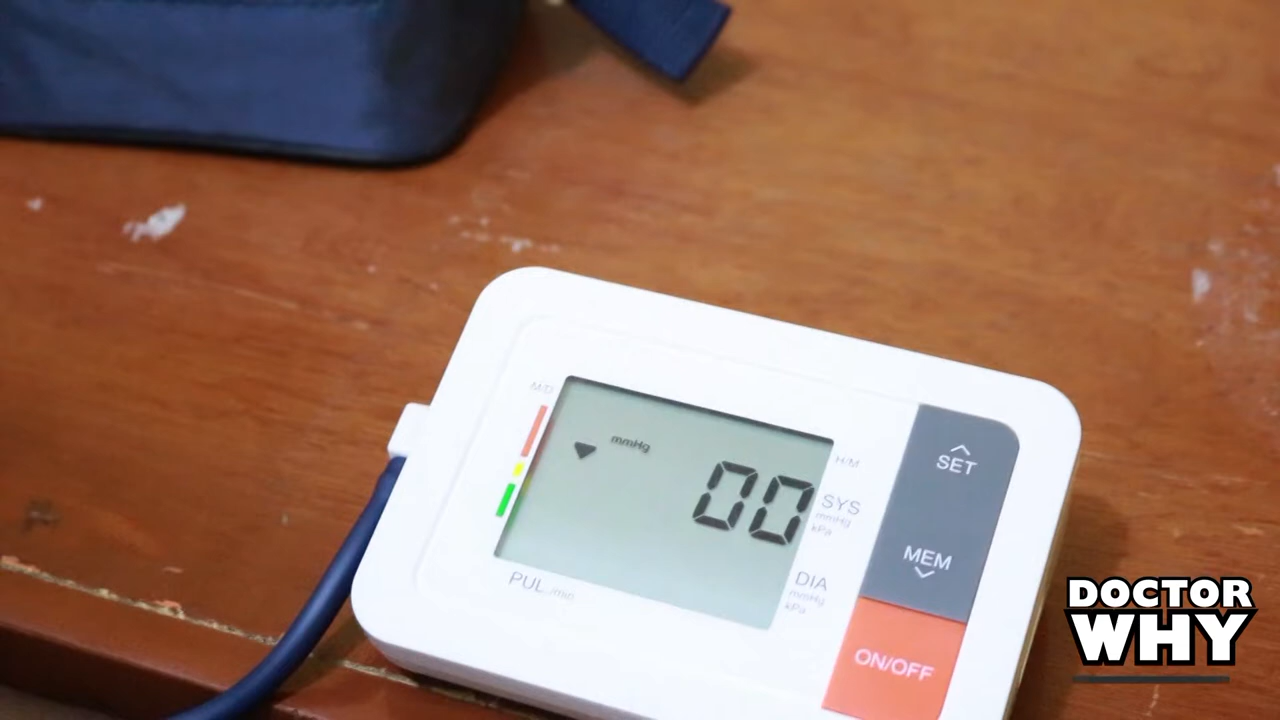 M/D
mmHg
H/M
00
SYS
mmHg
kPa
SET
MEM
DIA
mmHg
kPa
PUL /min
ON/OFF
DOCTOR
WHY